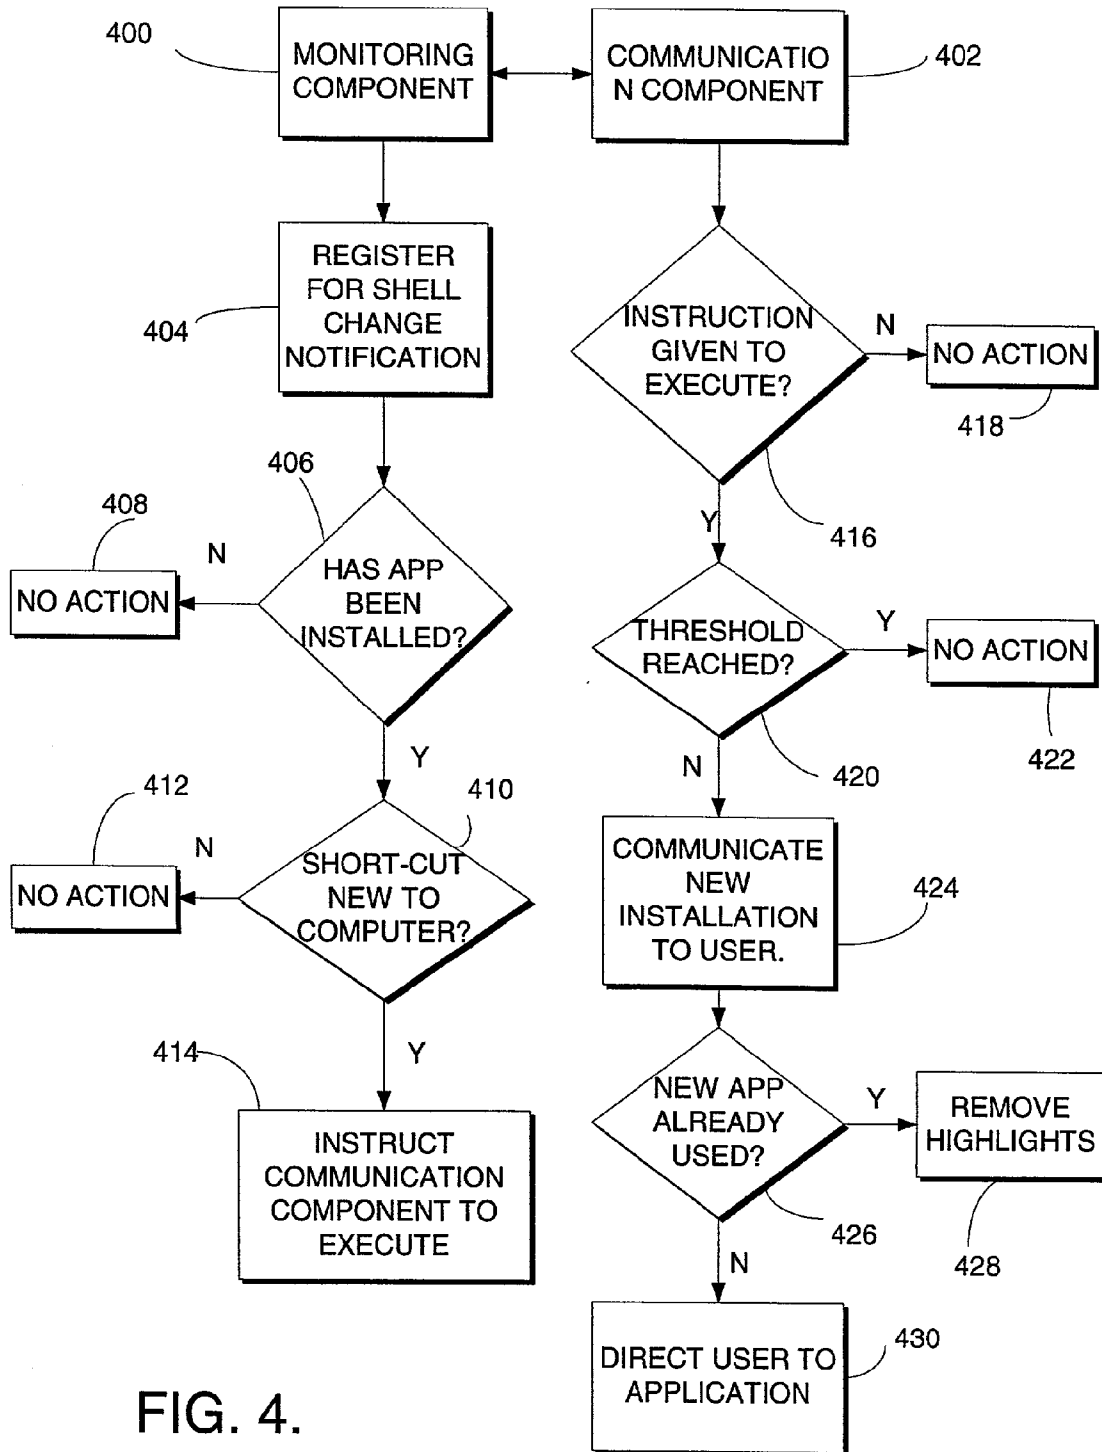 400
MONITORING
COMPONENT
COMMUNICATIO
N COMPONENT
402
REGISTER
FOR SHELL
CHANGE
NOTIFICATION
404
INSTRUCTION
GIVEN TO
EXECUTE?
N
NO ACTION
418
416
Y
406
408
N
NO ACTION
HAS APP
BEEN
INSTALLED?
Y
THRESHOLD
REACHED?
Y
NO ACTION
422
420
N
412
410
N
NO ACTION
SHORT-CUT
NEW TO
COMPUTER?
Y
COMMUNICATE
NEW
INSTALLATION
TO USER.
424
414
INSTRUCT
COMMUNICATION
COMPONENT TO
EXECUTE
NEW APP
ALREADY
USED?
Y
REMOVE
HIGHLIGHTS
428
426
N
DIRECT USER TO
APPLICATION
430
FIG. 4.